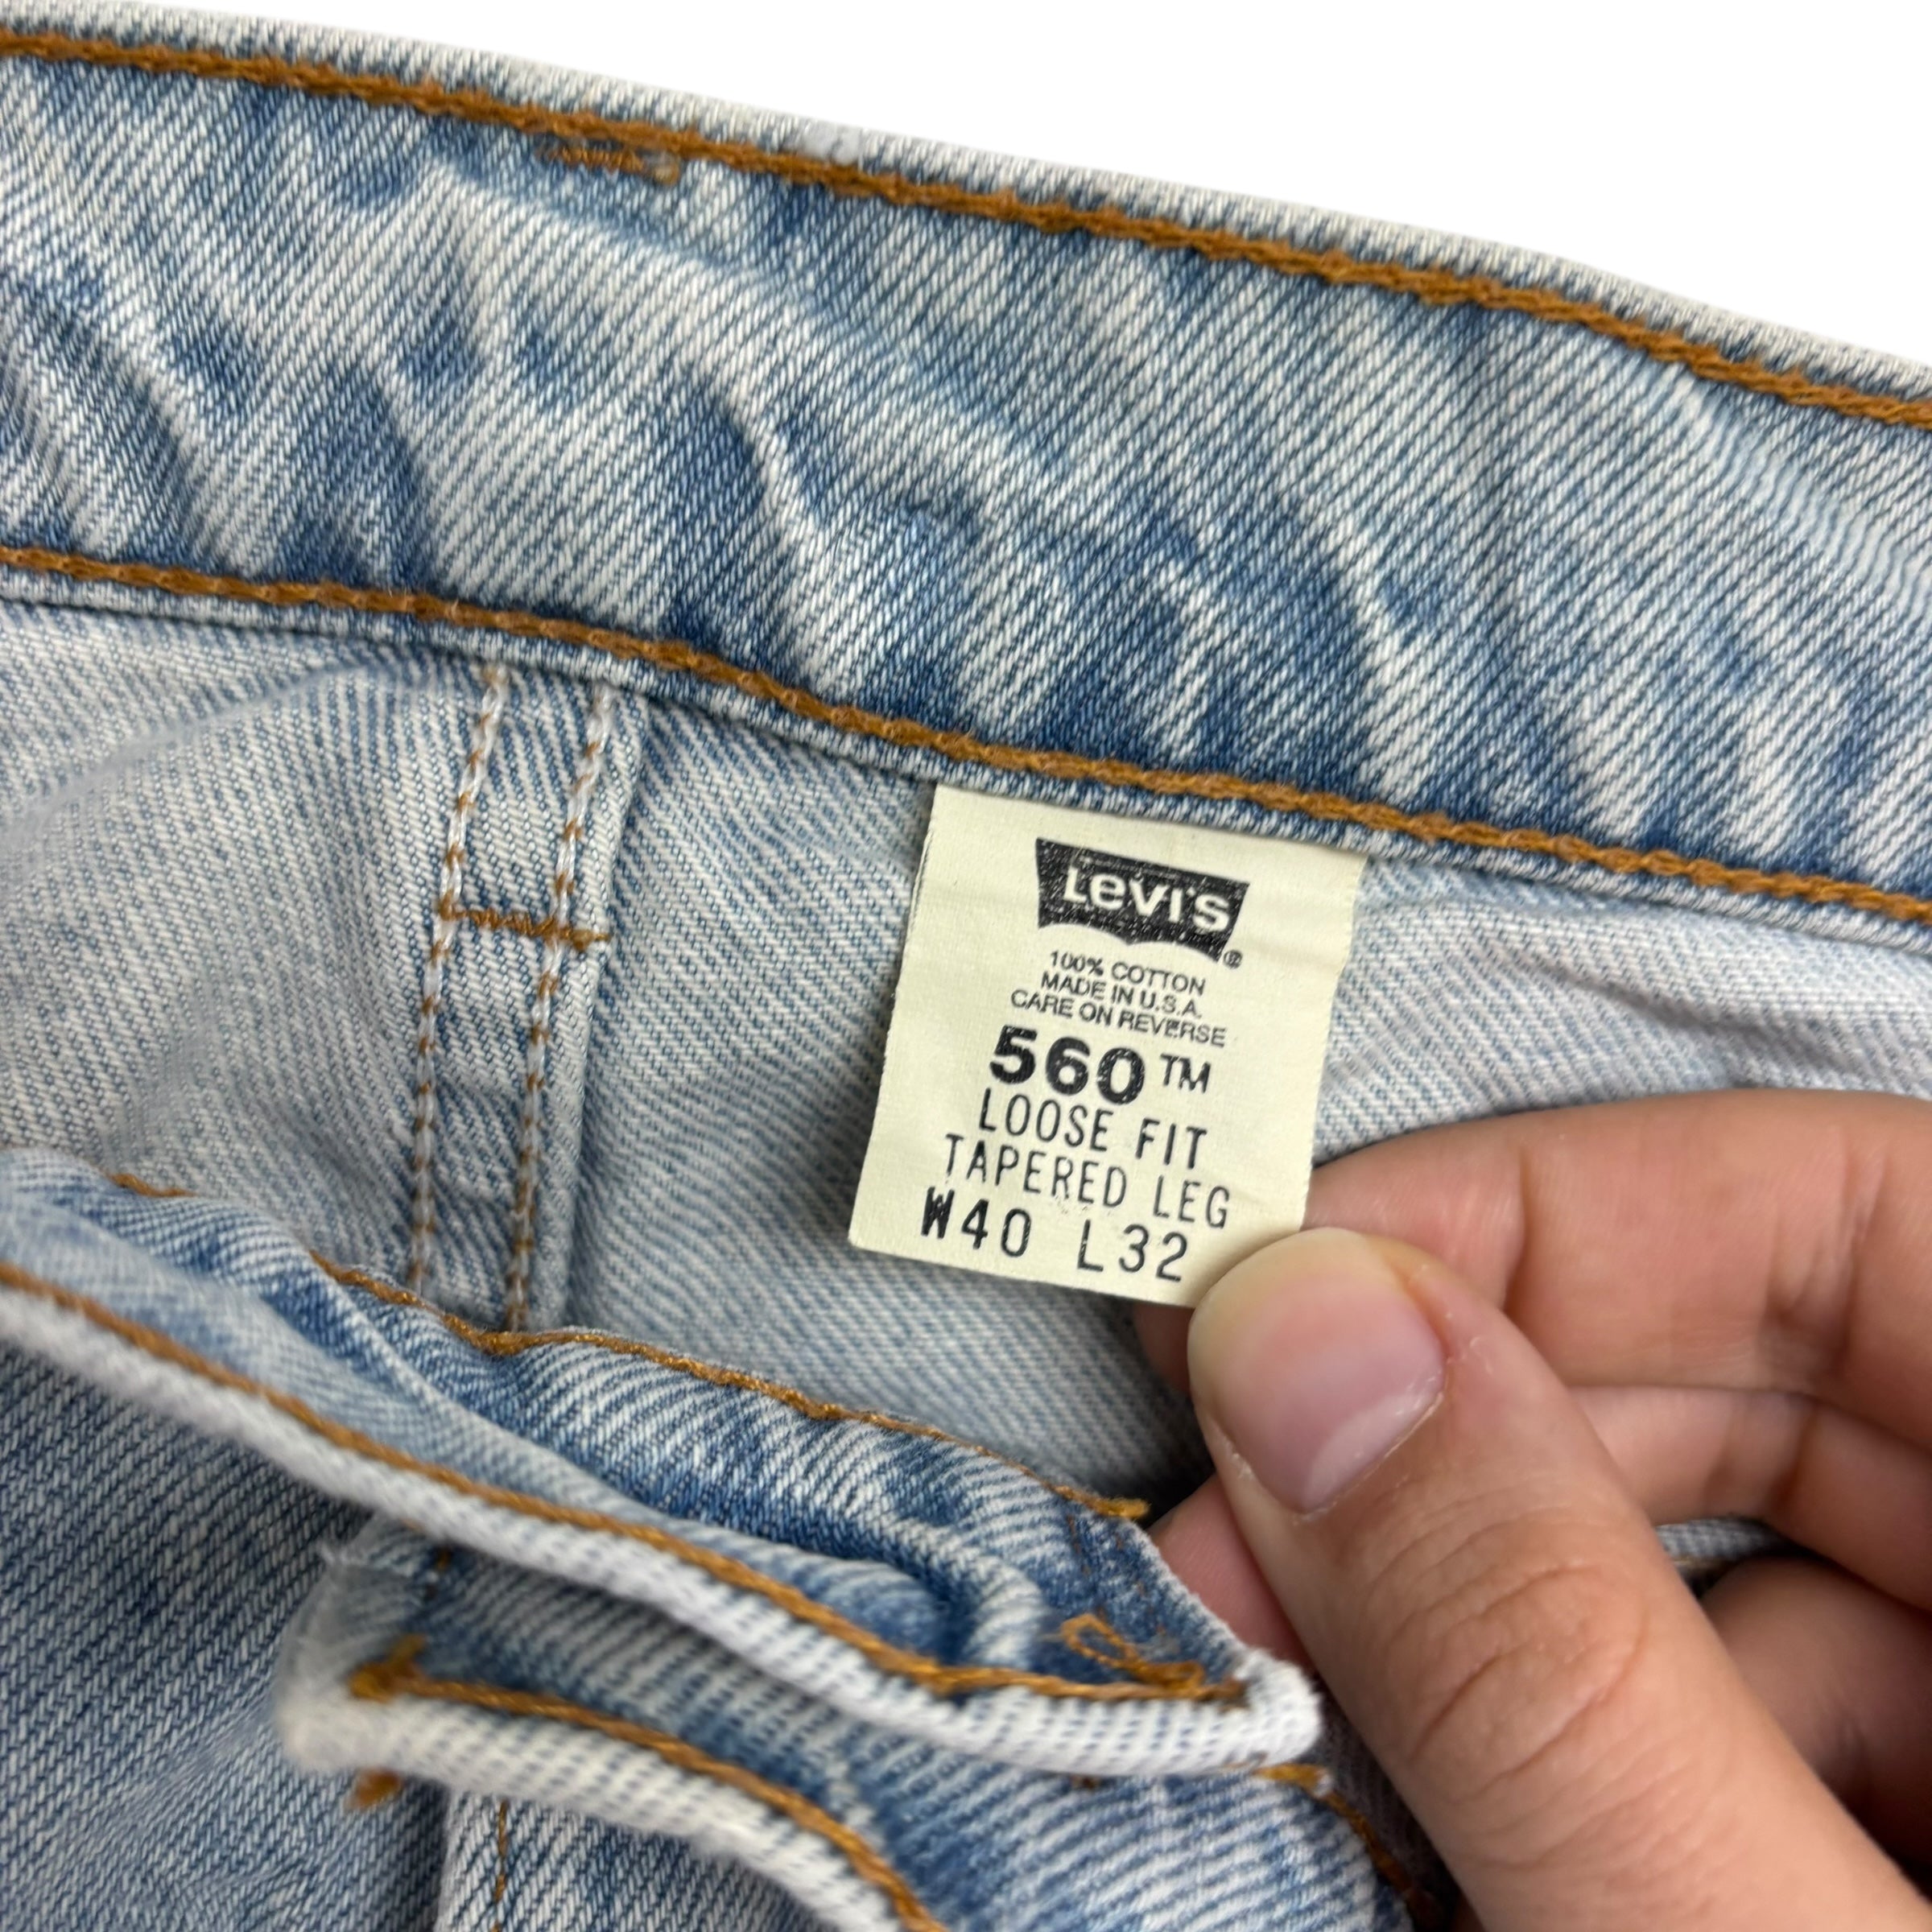 Levi's®
100% COTTON
MADE IN U.S.A.
CARE ON REVERSE
560™
LOOSE FIT
TAPERED LEG
W40 L32